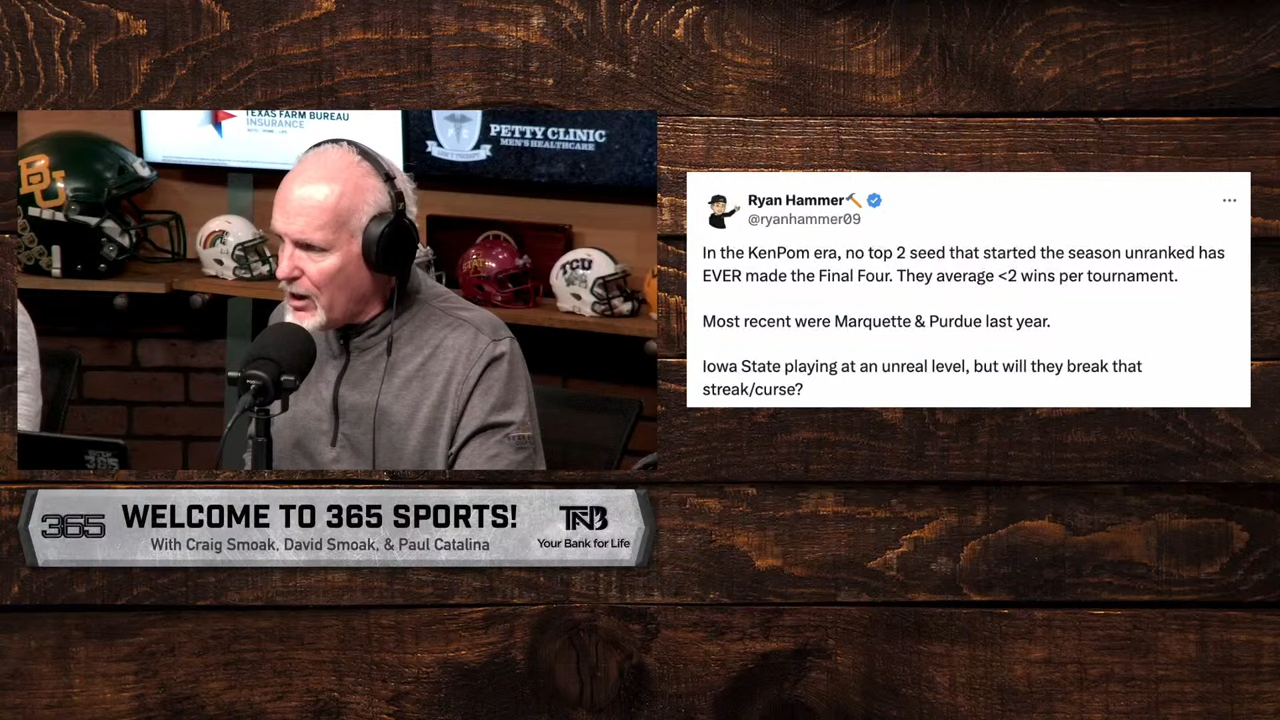 TEXAS FARM BUREAU
INSURANCE
PETTY CLINIC
MEN'S HEALTHCARE
BU
TCU
Ryan Hammer🔨
@ryanhammer09
In the KenPom era, no top 2 seed that started the season unranked has
EVER made the Final Four. They average <2 wins per tournament.
Most recent were Marquette & Purdue last year.
Iowa State playing at an unreal level, but will they break that
streak/curse?
365
WELCOME TO 365 SPORTS!
With Craig Smoak, David Smoak, & Paul Catalina
TNB
Your Bank for Life